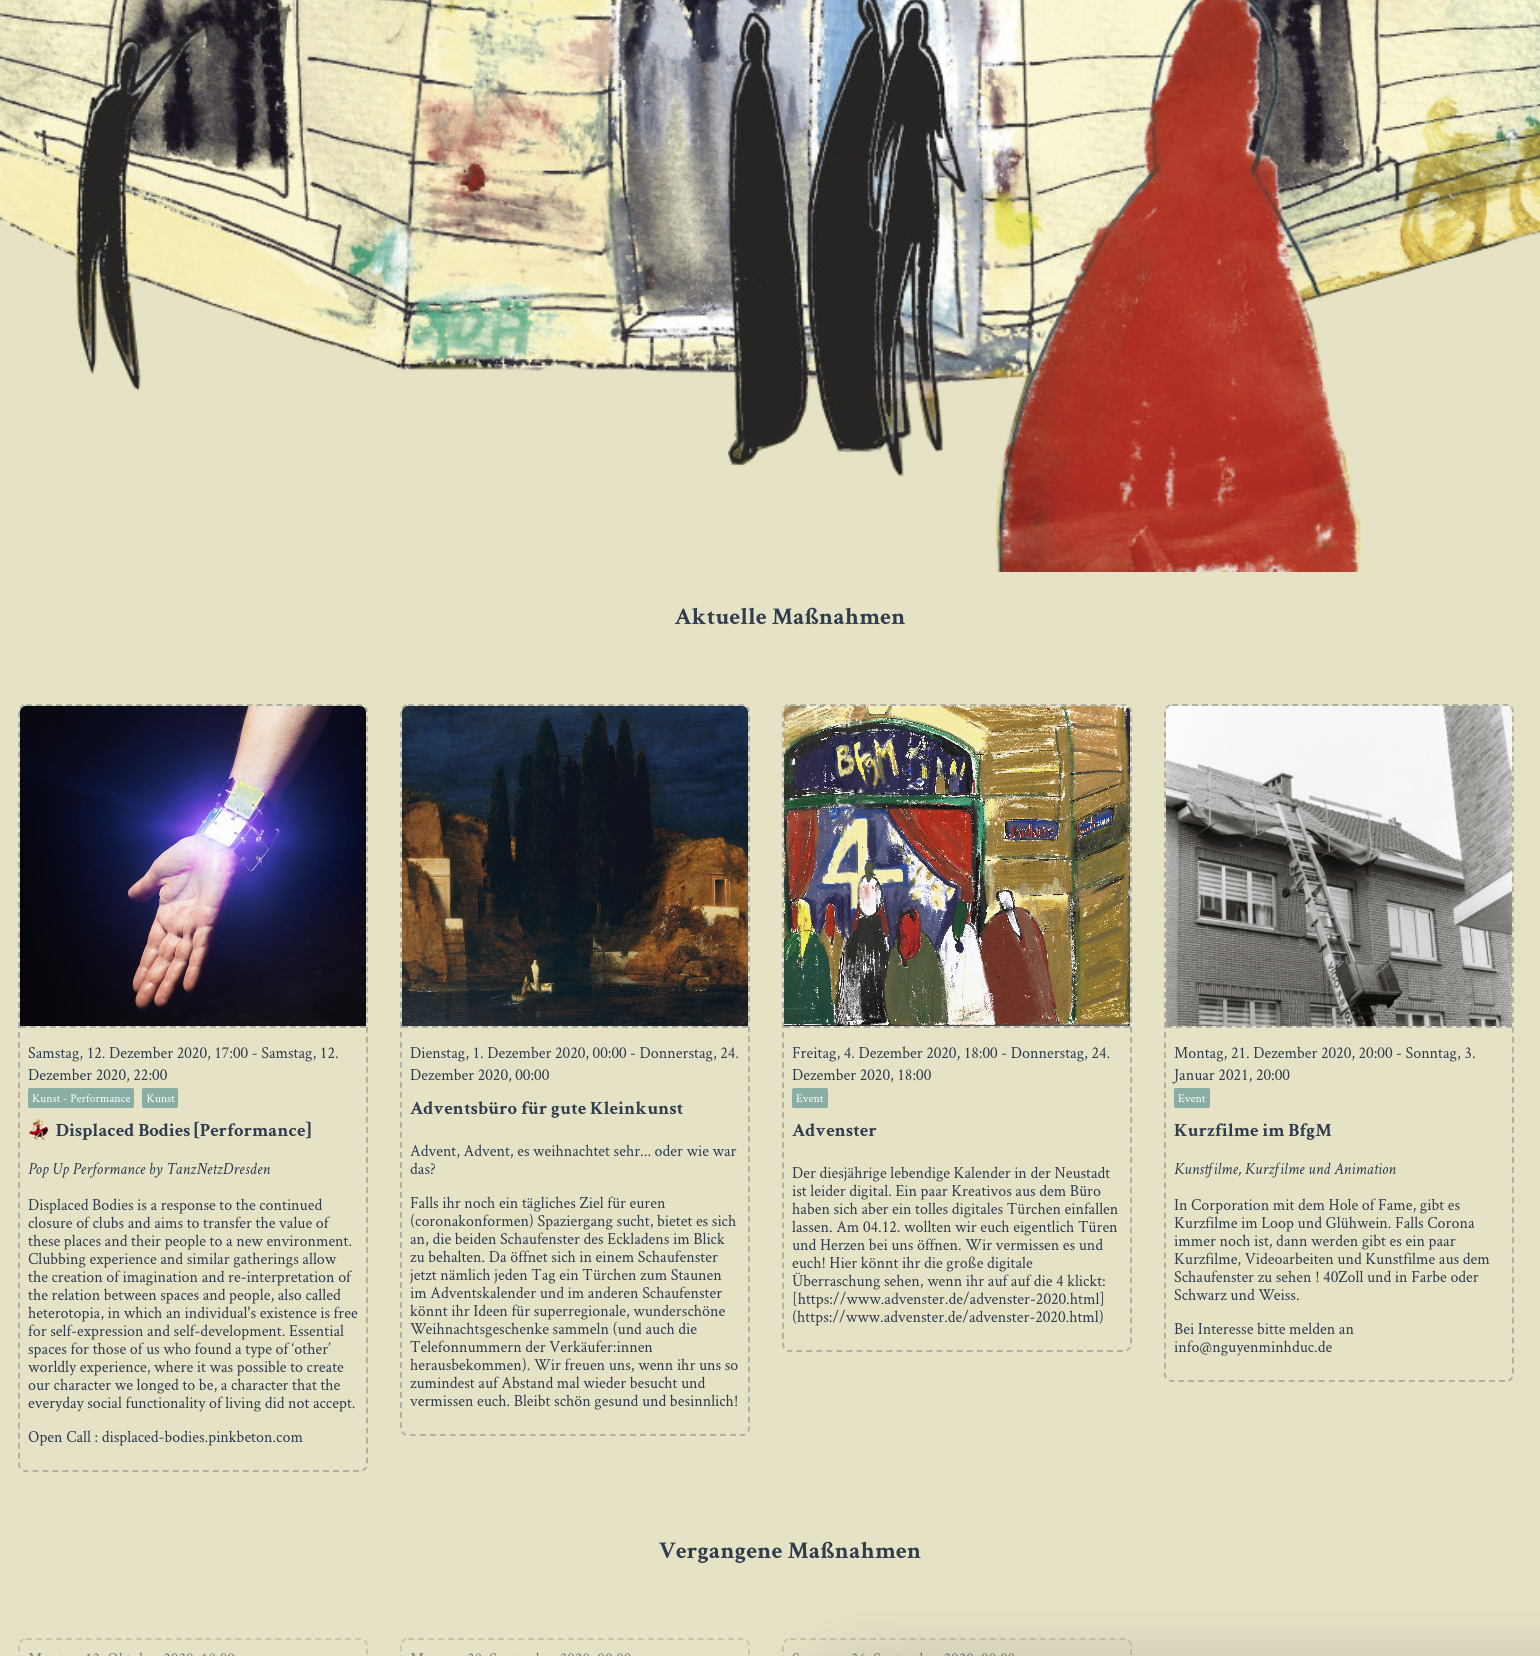 Aktuelle Maßnahmen
BFgM
4
Samstag, 12. Dezember 2020, 17:00 - Samstag, 12.
Dezember 2020, 22:00
Kunst - Performance Kunst
Displaced Bodies [Performance]
Pop Up Performance by TanzNetzDresden
Displaced Bodies is a response to the continued
closure of clubs and aims to transfer the value of
these places and their people to a new environment.
Clubbing experience and similar gatherings allow
the creation of imagination and re-interpretation of
the relation between spaces and people, also called
heterotopia, in which an individual's existence is free
for self-expression and self-development. Essential
spaces for those of us who found a type of ‘other’
worldly experience, where it was possible to create
our character we longed to be, a character that the
everyday social functionality of living did not accept.
Open Call : displaced-bodies.pinkbeton.com
Dienstag, 1. Dezember 2020, 00:00 - Donnerstag, 24.
Dezember 2020, 00:00
Adventsbüro für gute Kleinkunst
Advent, Advent, es weihnachtet sehr... oder wie war
das?
Falls ihr noch ein tägliches Ziel für euren
(coronakonformen) Spaziergang sucht, bietet es sich
an, die beiden Schaufenster des Eckladens im Blick
zu behalten. Da öffnet sich in einem Schaufenster
jetzt nämlich jeden Tag ein Türchen zum Staunen
im Adventskalender und im anderen Schaufenster
könnt ihr Ideen für superregionale, wunderschöne
Weihnachtsgeschenke sammeln (und auch die
Telefonnummern der Verkäufer:innen
herausbekommen). Wir freuen uns, wenn ihr uns so
zumindest auf Abstand mal wieder besucht und
vermissen euch. Bleibt schön gesund und besinnlich!
Freitag, 4. Dezember 2020, 18:00 - Donnerstag, 24.
Dezember 2020, 18:00
Event
Advenster
Der diesjährige lebendige Kalender in der Neustadt
ist leider digital. Ein paar Kreativos aus dem Büro
haben sich aber ein tolles digitales Türchen einfallen
lassen. Am 04.12. wollten wir euch eigentlich Türen
und Herzen bei uns öffnen. Wir vermissen es und
euch! Hier könnt ihr die große digitale
Überraschung sehen, wenn ihr auf auf die 4 klickt:
[https://www.advenster.de/advenster-2020.html]
(https://www.advenster.de/advenster-2020.html)
Montag, 21. Dezember 2020, 20:00 - Sonntag, 3.
Januar 2021, 20:00
Event
Kurzfilme im BfgM
Kunstfilme, Kurzfilme und Animation
In Corporation mit dem Hole of Fame, gibt es
Kurzfilme im Loop und Glühwein. Falls Corona
immer noch ist, dann werden gibt es ein paar
Kurzfilme, Videoarbeiten und Kunstfilme aus dem
Schaufenster zu sehen ! 40Zoll und in Farbe oder
Schwarz und Weiss.
Bei Interesse bitte melden an
info@nguyenminhduc.de
Vergangene Maßnahmen